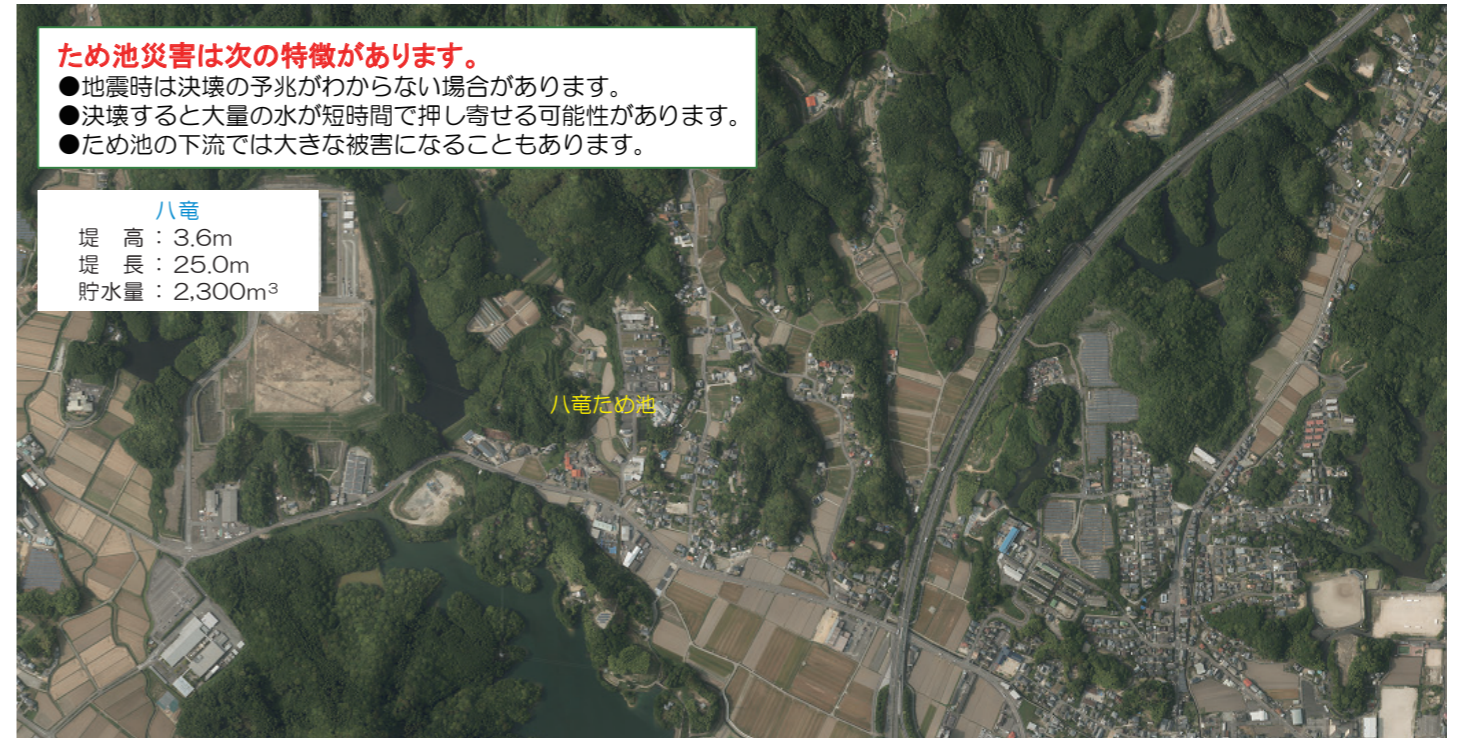 ため池災害は次の特徴があります。
●地震時は決壊の予兆がわからない場合があります。
●決壊すると大量の水が短時間で押し寄せる可能性があります。
●ため池の下流では大きな被害になることもあります。
八竜
堤　高：3.6m
堤　長：25.0m
貯水量：2,300m³
八竜ため池